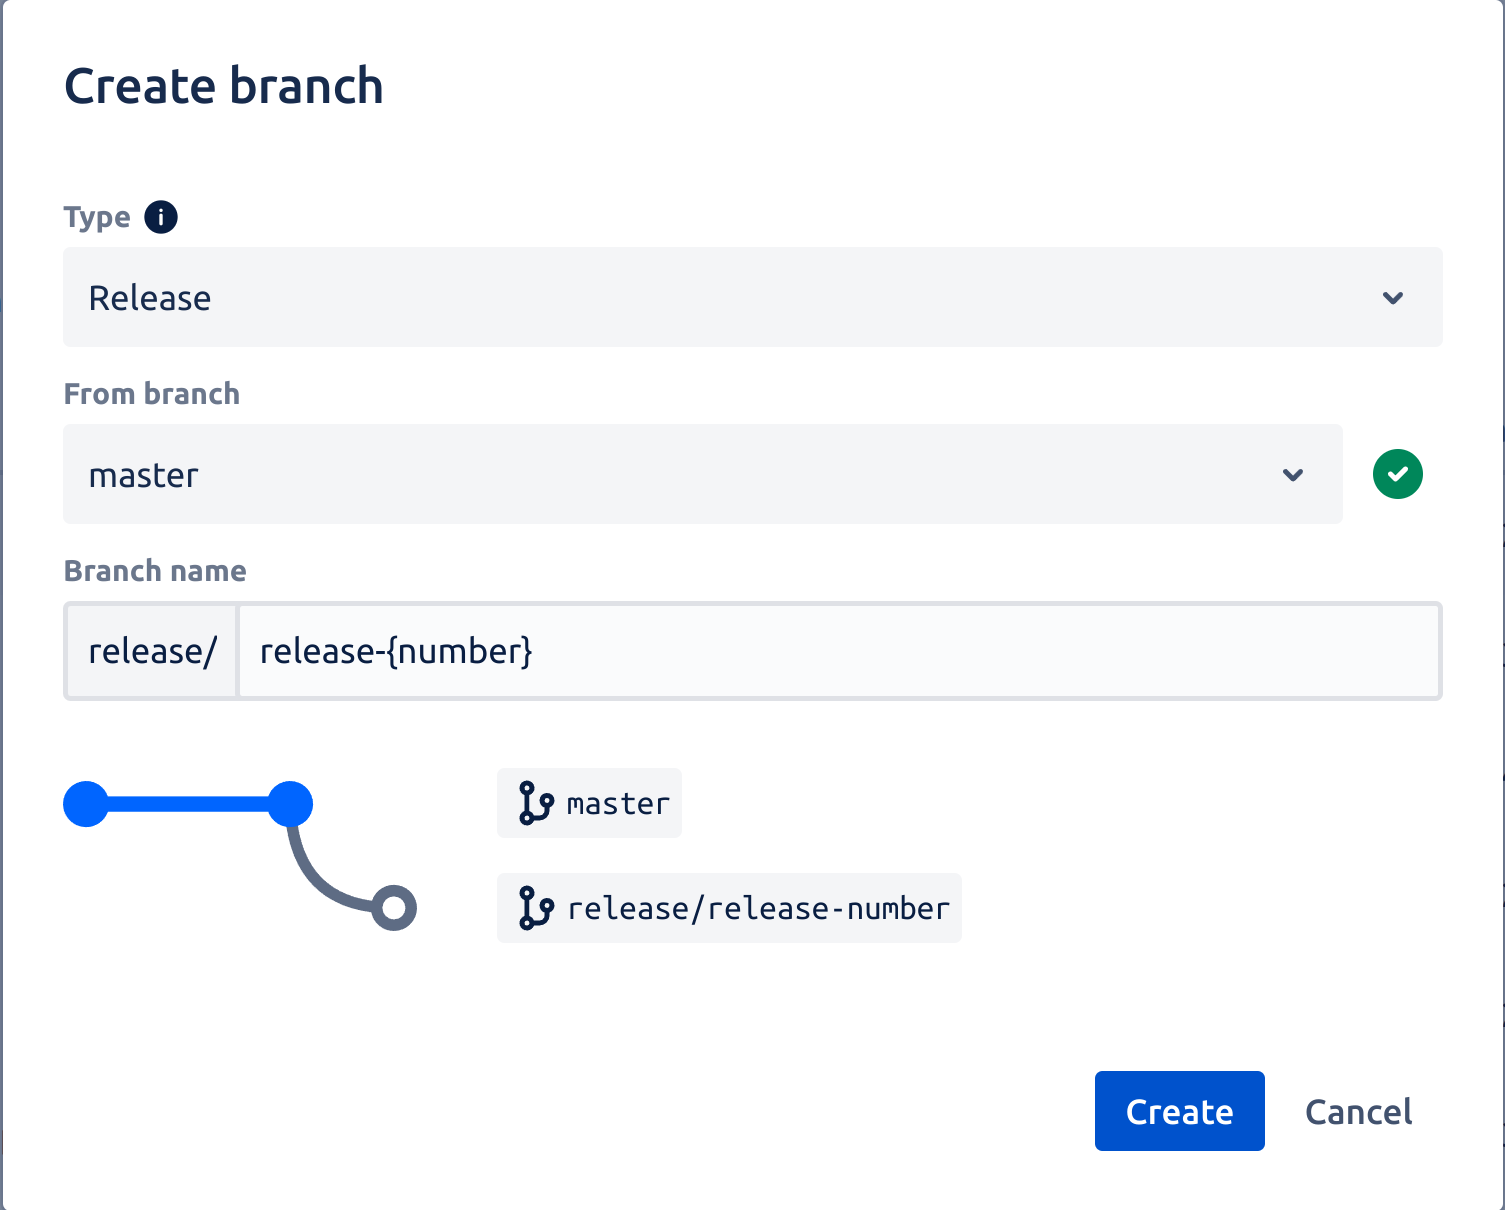 Create branch
Type
Release
From branch
master
Branch name
release/ release-{number}
master
release/release-number
Create Cancel